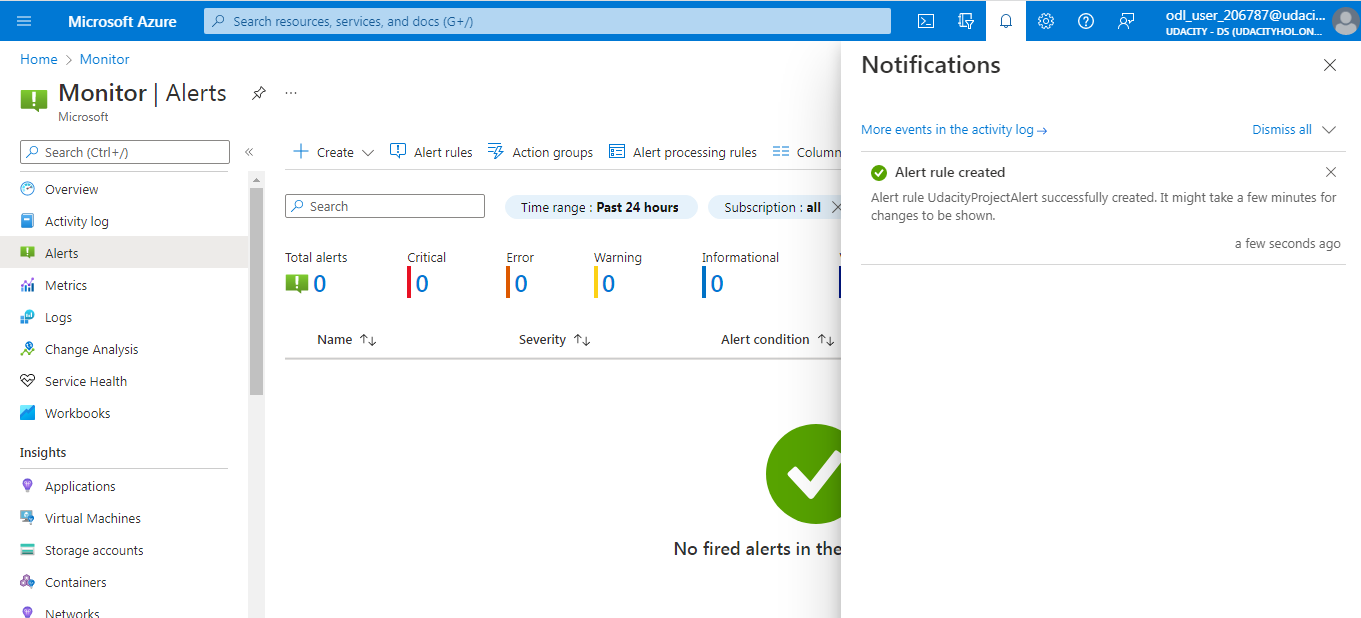 Microsoft Azure
Search resources, services, and docs (G+/)
odl_user_206787@udaci...
UDACITY - DS (UDACITYHOL.ON...
Home > Monitor
Monitor | Alerts
...
Microsoft
Search (Ctrl+/)
«
Overview
Activity log
Alerts
Metrics
Logs
Change Analysis
Service Health
Workbooks
Insights
Applications
Virtual Machines
Storage accounts
Containers
Networks
Create
Alert rules
Action groups
Alert processing rules
Column
Search
Time range : Past 24 hours
Subscription : all
Total alerts
0
Critical
0
Error
0
Warning
0
Informational
0
Name ↑↓
Severity ↑↓
Alert condition ↑↓
No fired alerts in the
Notifications
More events in the activity log →
Dismiss all
Alert rule created
Alert rule UdacityProjectAlert successfully created. It might take a few minutes for
changes to be shown.
a few seconds ago